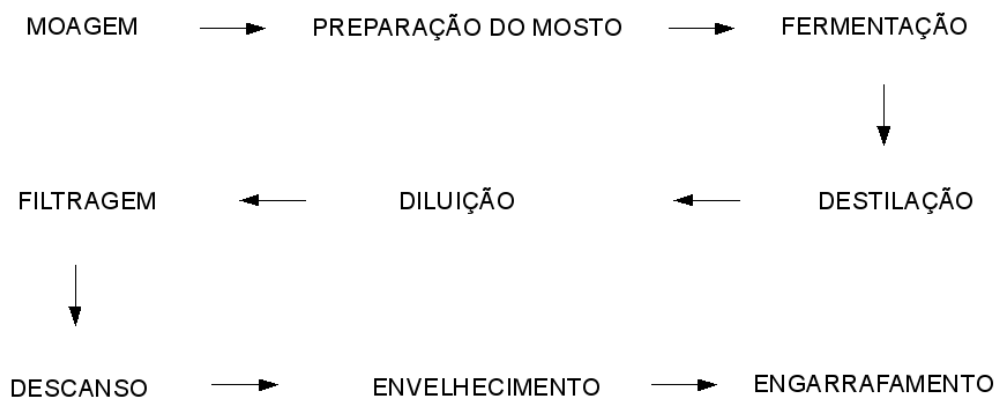 MOAGEM PREPARAÇÃO DO MOSTO FERMENTAÇÃO
FILTRAGEM DILUIÇÃO DESTILAÇÃO
DESCANSO ENVELHECIMENTO ENGARRAFAMENTO